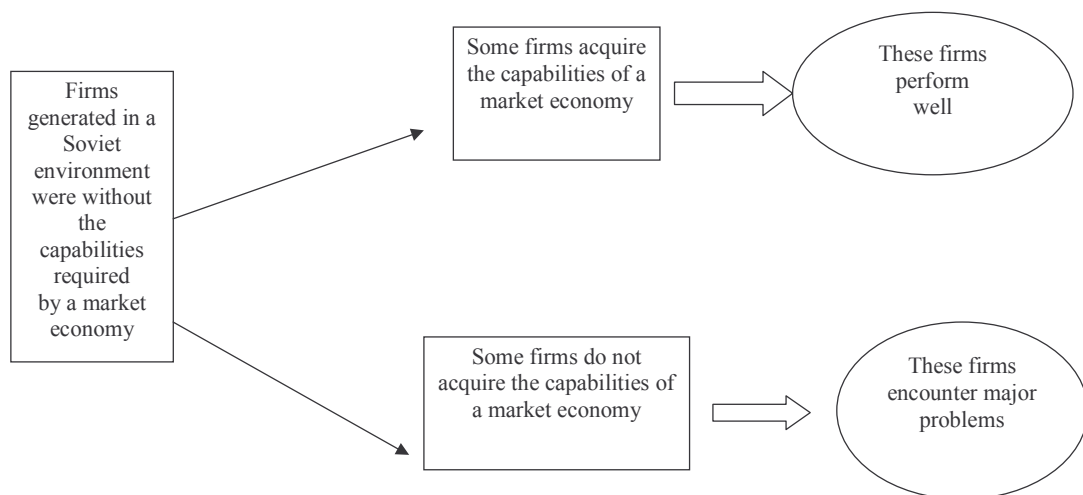 Firms
generated in a
Soviet
environment
were without
the
capabilities
required
by a market
economy
Some firms acquire
the capabilities of a
market economy
These firms
perform
well
Some firms do not
acquire the capabilities of
a market economy
These firms
encounter major
problems